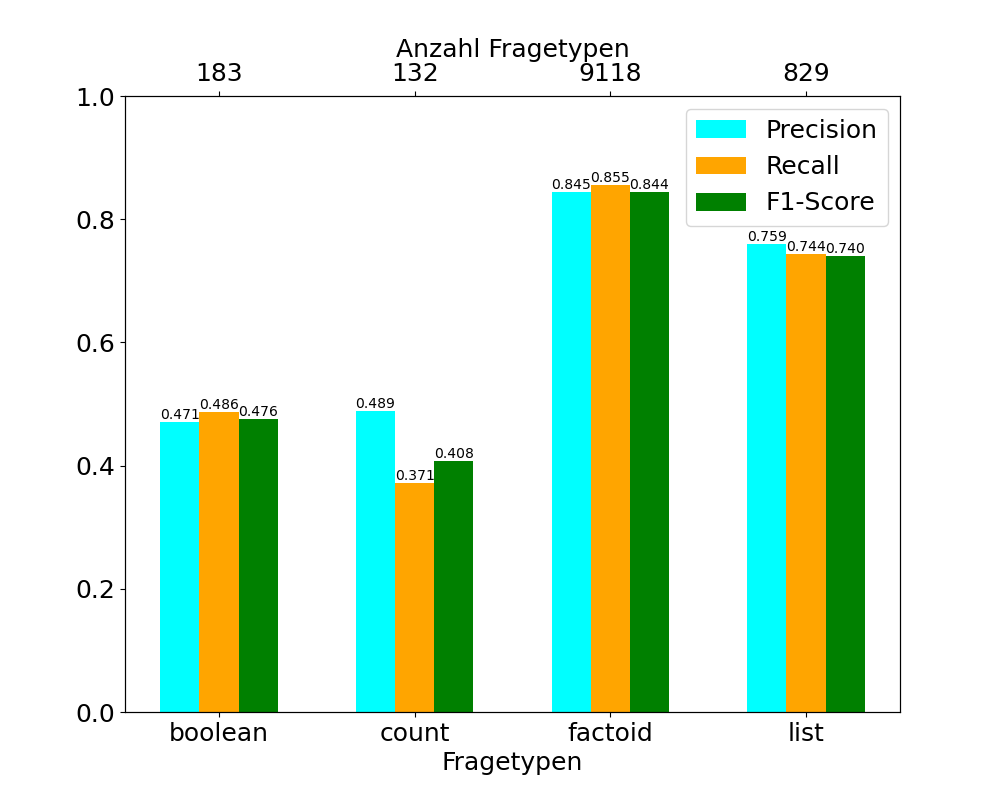 Anzahl Fragetypen
183 132 9118 829
1.0
Precision
Recall
F1-Score
0.8
0.845 0.855 0.844
0.759 0.744 0.740
0.6
0.471 0.486 0.476
0.489 0.371 0.408
0.4
0.2
0.0
boolean count factoid list
Fragetypen